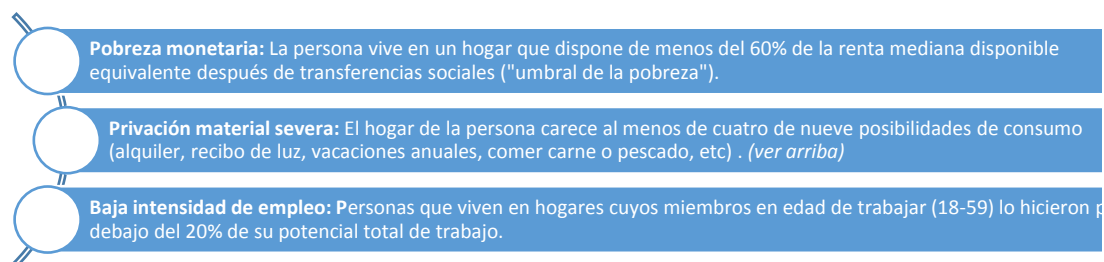 Pobreza monetaria: La persona vive en un hogar que dispone de menos del 60% de la renta mediana disponible
equivalente después de transferencias sociales ("umbral de la pobreza").
Privación material severa: El hogar de la persona carece al menos de cuatro de nueve posibilidades de consumo
(alquiler, recibo de luz, vacaciones anuales, comer carne o pescado, etc) . (ver arriba)
Baja intensidad de empleo: Personas que viven en hogares cuyos miembros en edad de trabajar (18-59) lo hicieron
debajo del 20% de su potencial total de trabajo.